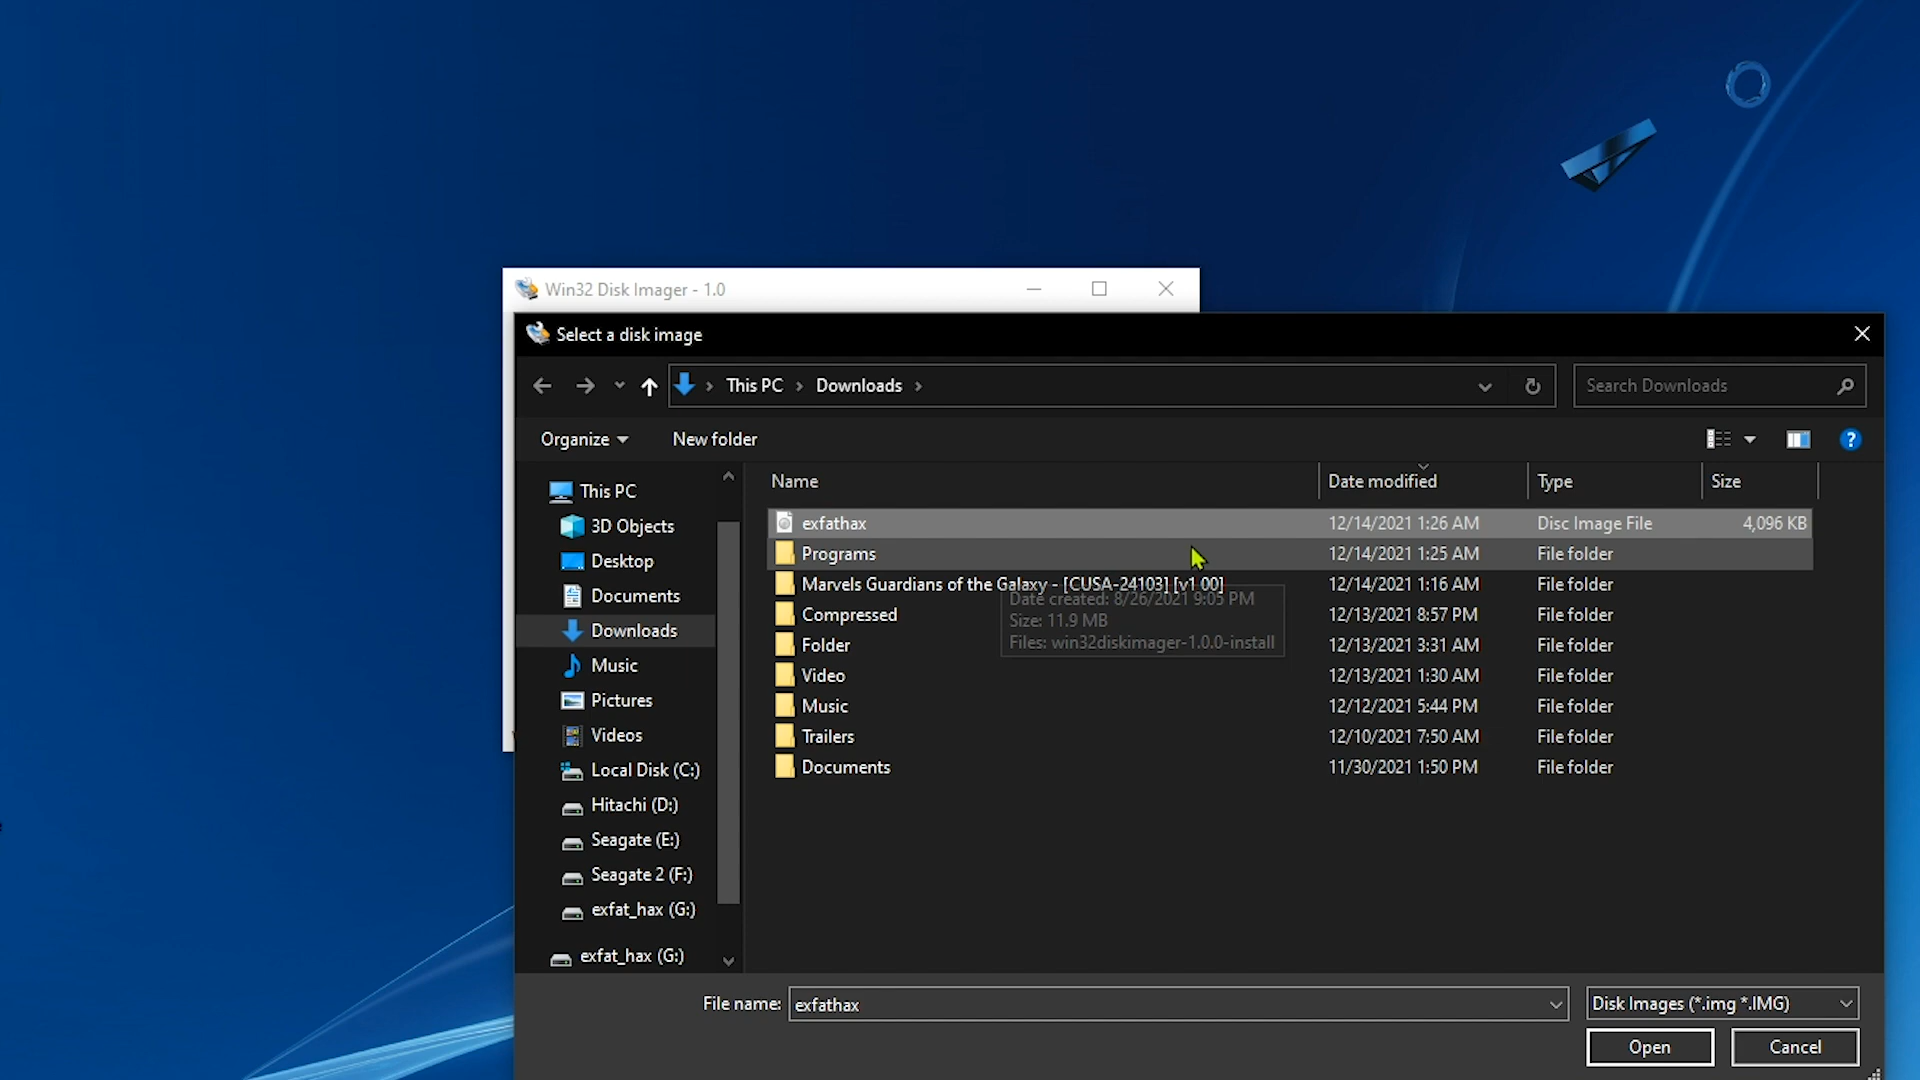 Win32 Disk Imager - 1.0
Select a disk image
This PC
Downloads
Search Downloads
Organize
New folder
Name
Date modified
Type
Size
This PC
3D Objects
Desktop
Documents
Downloads
Music
Pictures
Videos
Local Disk (C:)
Hitachi (D:)
Seagate (E:)
Seagate 2 (F:)
exfat_hax (G:)
exfat_hax (G:)
exfathax 12/14/2021 1:26 AM Disc Image File 4,096 KB
Programs 12/14/2021 1:25 AM File folder
Marvels Guardians of the Galaxy - [CUSA-24103] [v1.00] 12/14/2021 1:16 AM File folder
Compressed 12/13/2021 8:57 PM File folder
Folder 12/13/2021 3:31 AM File folder
Video 12/13/2021 1:30 AM File folder
Music 12/12/2021 5:44 PM File folder
Trailers 12/10/2021 7:50 AM File folder
Documents 11/30/2021 1:50 PM File folder
Date created: 8/26/2021 9:05 PM
Size: 11.9 MB
Files: win32diskimager-1.0.0-install
File name: exfathax
Disk Images (*.img *.IMG)
Open
Cancel